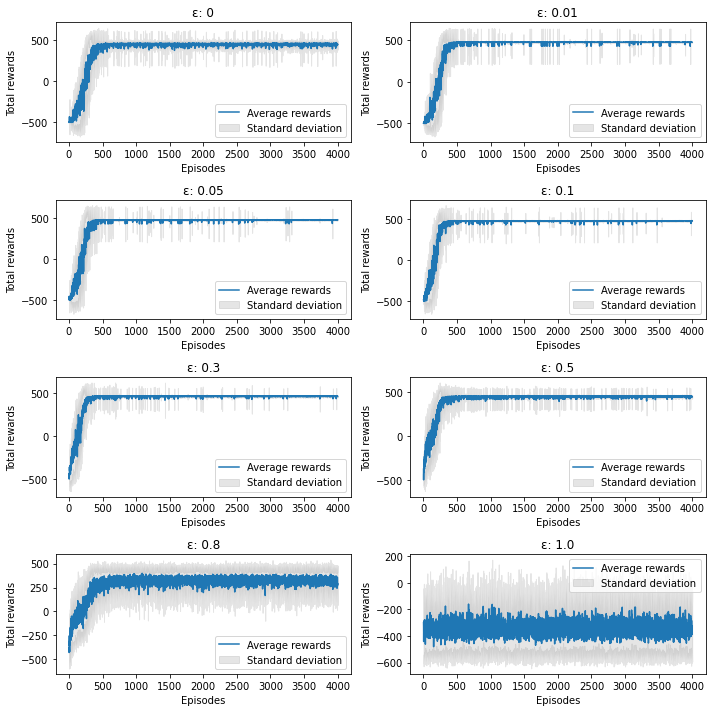 ε: 0
Total rewards
500
0
−500
Average rewards
Standard deviation
0 500 1000 1500 2000 2500 3000 3500 4000
Episodes
ε: 0.01
Total rewards
500
0
−500
Average rewards
Standard deviation
0 500 1000 1500 2000 2500 3000 3500 4000
Episodes
ε: 0.05
Total rewards
500
0
−500
Average rewards
Standard deviation
0 500 1000 1500 2000 2500 3000 3500 4000
Episodes
ε: 0.1
Total rewards
500
0
−500
Average rewards
Standard deviation
0 500 1000 1500 2000 2500 3000 3500 4000
Episodes
ε: 0.3
Total rewards
500
0
−500
Average rewards
Standard deviation
0 500 1000 1500 2000 2500 3000 3500 4000
Episodes
ε: 0.5
Total rewards
500
0
−500
Average rewards
Standard deviation
0 500 1000 1500 2000 2500 3000 3500 4000
Episodes
ε: 0.8
Total rewards
500
250
0
−250
−500
Average rewards
Standard deviation
0 500 1000 1500 2000 2500 3000 3500 4000
Episodes
ε: 1.0
Total rewards
200
0
−200
−400
−600
Average rewards
Standard deviation
0 500 1000 1500 2000 2500 3000 3500 4000
Episodes